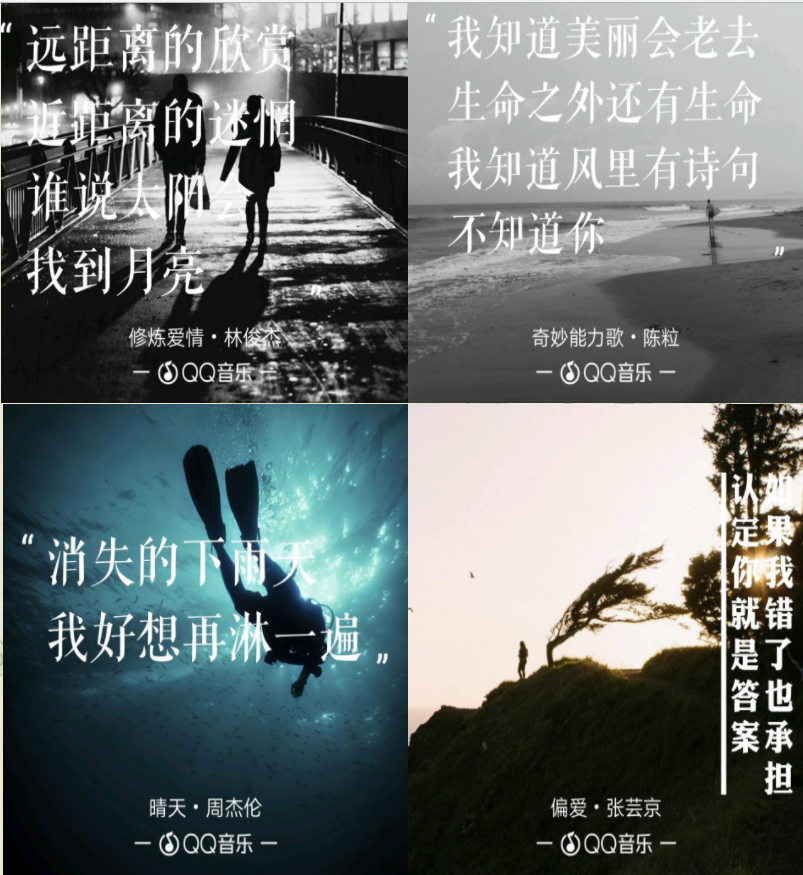 “ 远距离的欣赏
近距离的迷惘
谁说太阳会
找到月亮 ”
修炼爱情·林俊杰
QQ音乐
“ 我知道美丽会老去
生命之外还有生命
我知道风里有诗句
不知道你 ”
奇妙能力歌·陈粒
QQ音乐
“ 消失的下雨天
我好想再淋一遍 ”
晴天·周杰伦
QQ音乐
如果我错了也承担
认定你就是答案
偏爱·张芸京
QQ音乐